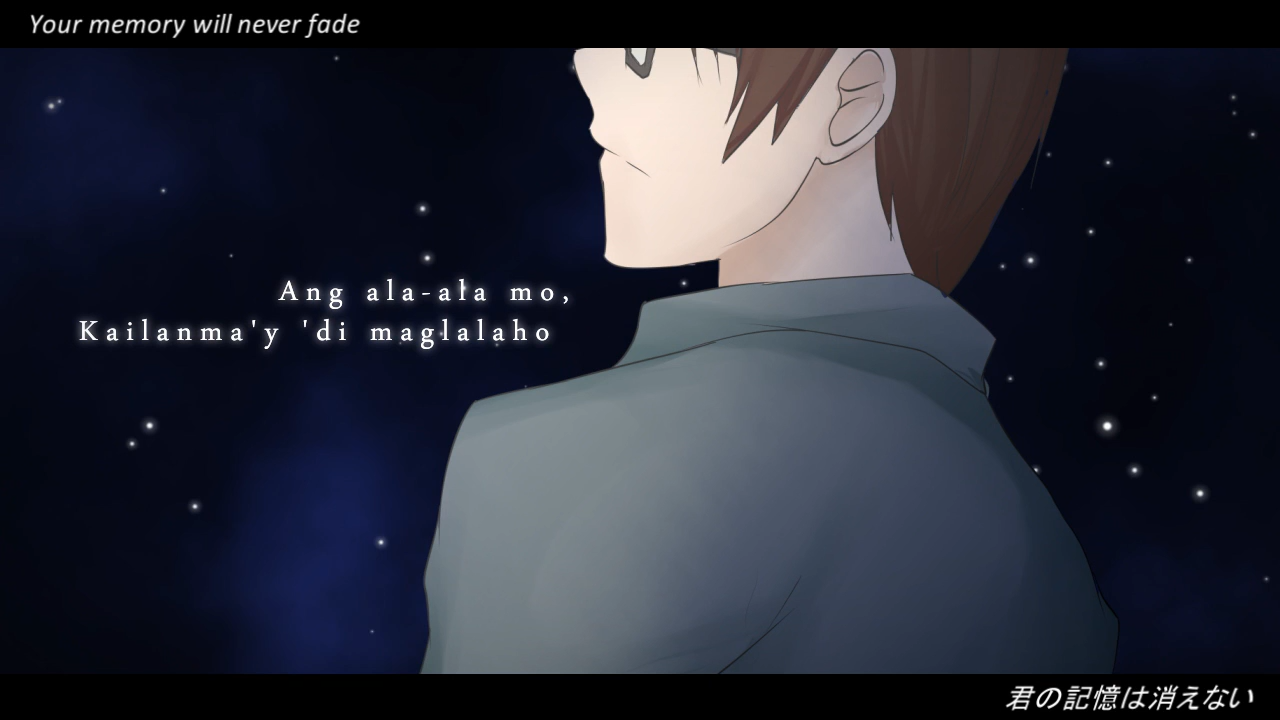 Your memory will never fade
Ang ala-ala mo,
Kailanma'y 'di maglalaho
君の記憶は消えない